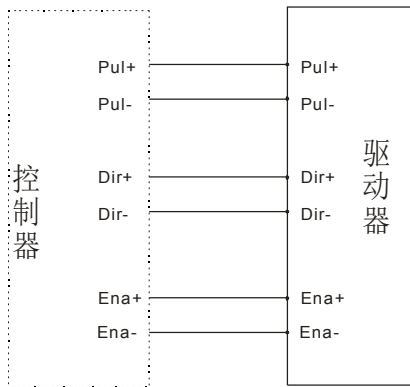 控制器
Pul+
Pul-
Dir+
Dir-
Ena+
Ena-
Pul+
Pul-
Dir+
Dir-
Ena+
Ena-
驱动器